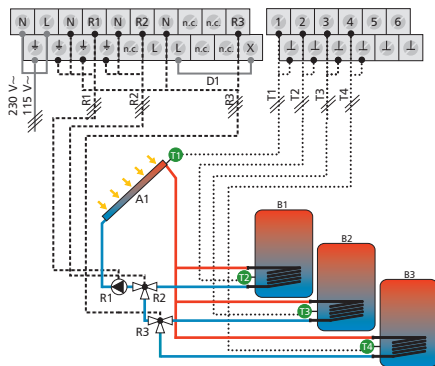 N L N R1 N R2 N n.c. n.c. R3
1 2 3 4 5 6
n.c. L L n.c. X
D1
230 V~
115 V~
R1
R2
R3
T1
T2
T3
T4
T1
A1
B1
T2
B2
R1
R2
T3
B3
R3
T4